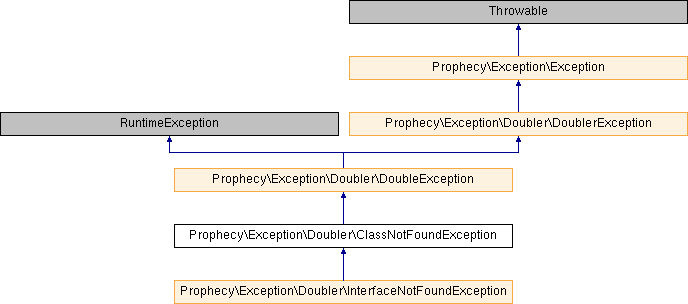 Throwable
Prophecy\Exception\Exception
RuntimeException
Prophecy\Exception\Doubler\DoublerException
Prophecy\Exception\Doubler\DoubleException
Prophecy\Exception\Doubler\ClassNotFoundException
Prophecy\Exception\Doubler\InterfaceNotFoundException